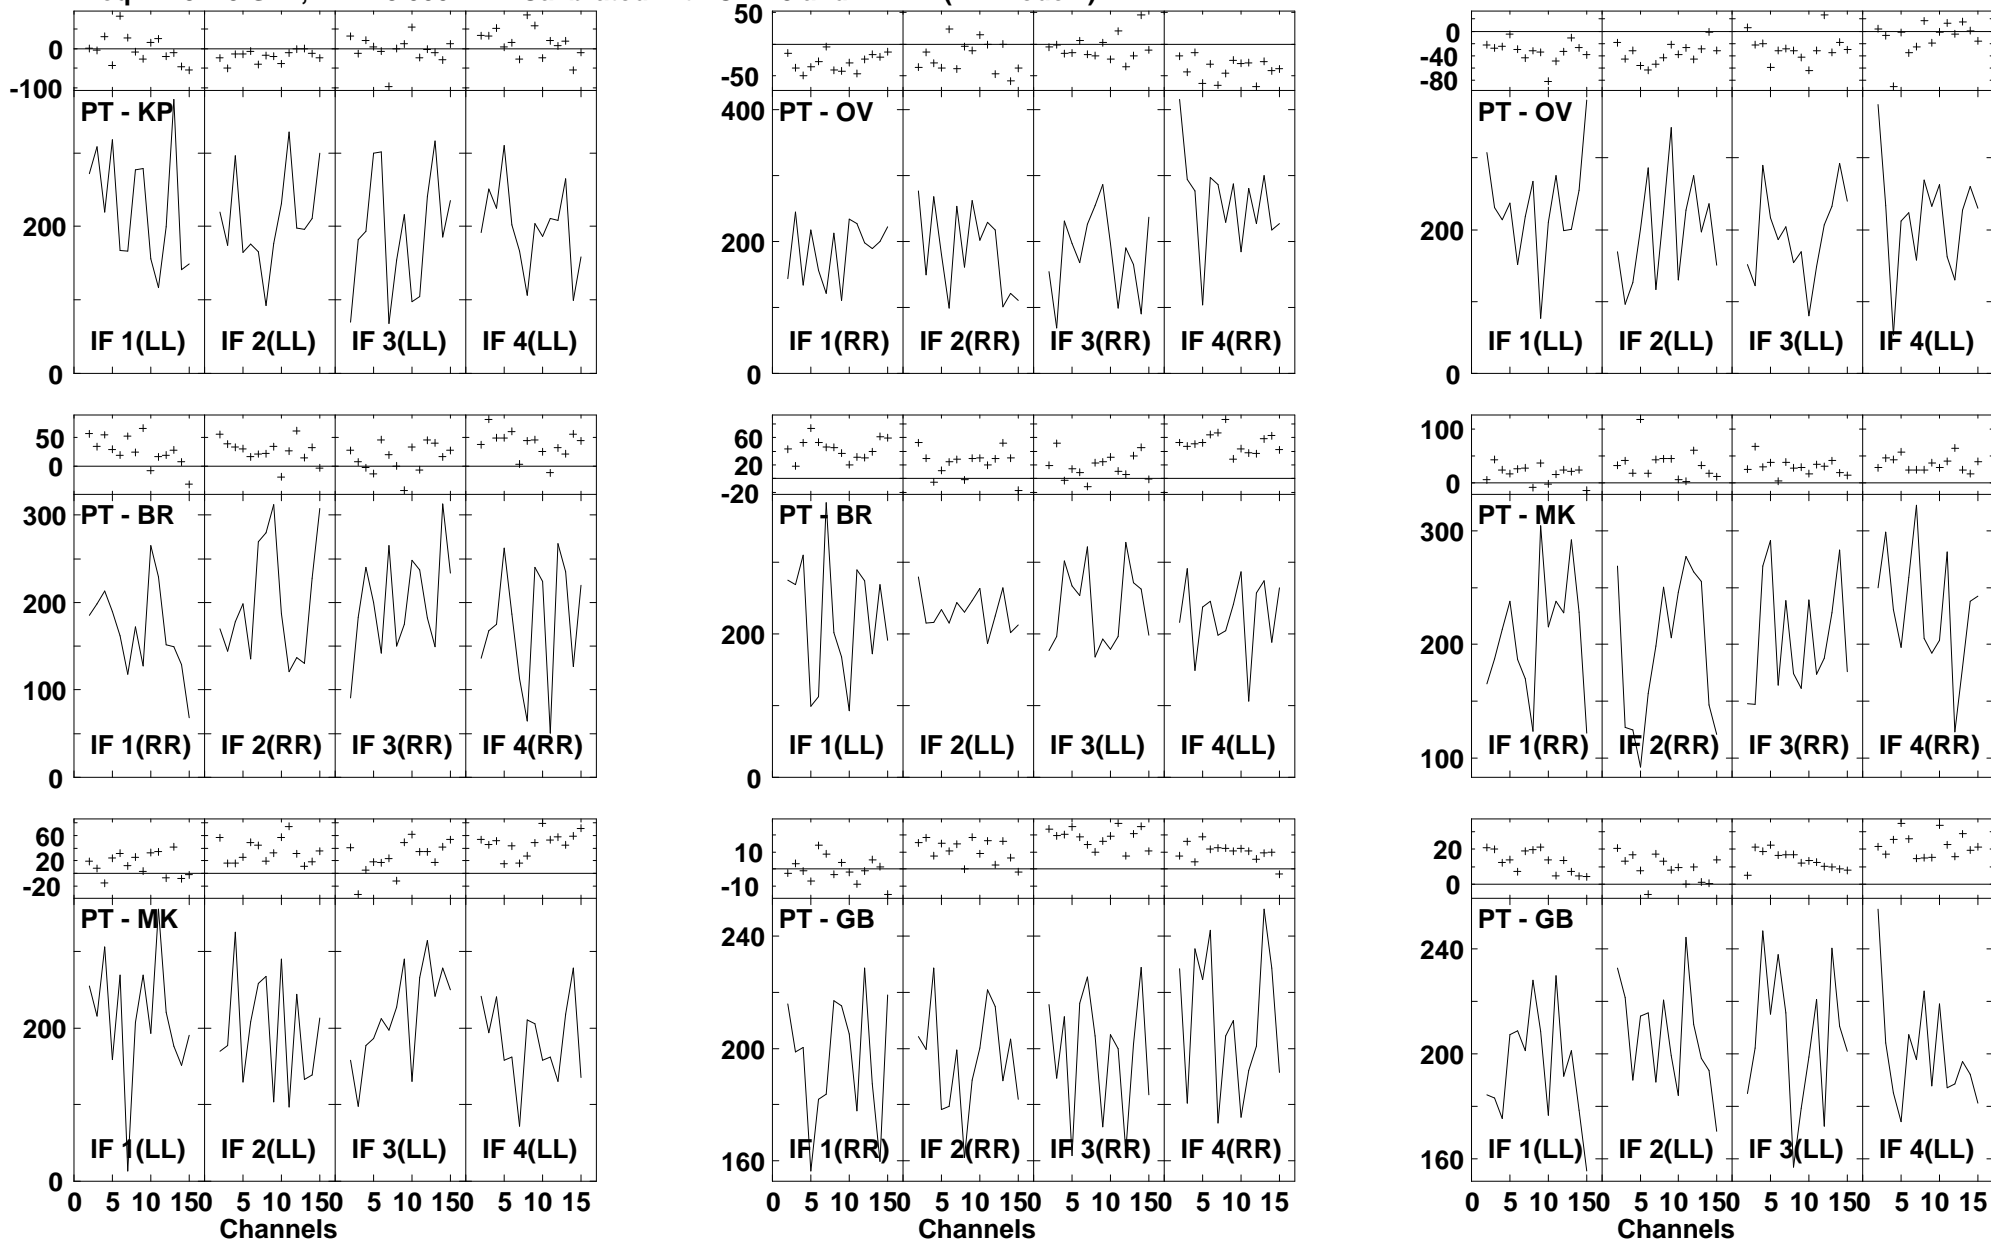 50
0
0 0
-40
-100 -50 -80
PT - KP 400 PT - OV PT - OV
200 200 200
IF 1(LL) IF 2(LL) IF 3(LL) IF 4(LL) IF 1(RR) IF 2(RR) IF 3(RR) IF 4(RR) IF 1(LL) IF 2(LL) IF 3(LL) IF 4(LL)
0 0 0
50 60 100
0 20
-20 0
300 PT - BR PT - BR PT - MK
300
200 200 200
100
IF 1(RR) IF 2(RR) IF 3(RR) IF 4(RR) IF 1(LL) IF 2(LL) IF 3(LL) IF 4(LL) IF 1(RR) IF 2(RR) IF 3(RR) IF 4(RR)
100
0 0
60 10 20
20
-20 -10 0
PT - MK PT - GB PT - GB
240 240
200 200 200
IF 1(LL) IF 2(LL) IF 3(LL) IF 4(LL) IF 1(RR) IF 2(RR) IF 3(RR) IF 4(RR) IF 1(LL) IF 2(LL) IF 3(LL) IF 4(LL)
160 160
0
0 5 10 150 5 10 150 5 10 150 5 10 15 0 5 10 150 5 10 150 5 10 150 5 10 15 0 5 10 150 5 10 150 5 10 150 5 10 15
Channels Channels Channels